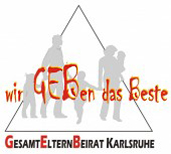 wir GEBen das Beste
GESAMTELTERNBEIRAT KARLSRUHE